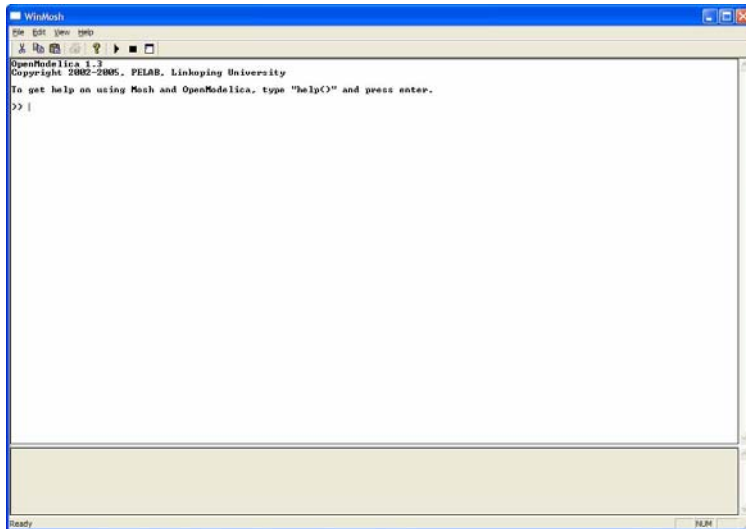 WinMosh
File Edit View Help
OpenModelica 1.3
Copyright 2002-2005, PELAB, Linkoping University
To get help on using Mosh and OpenModelica, type "help()" and press enter.
>>
Ready NUM